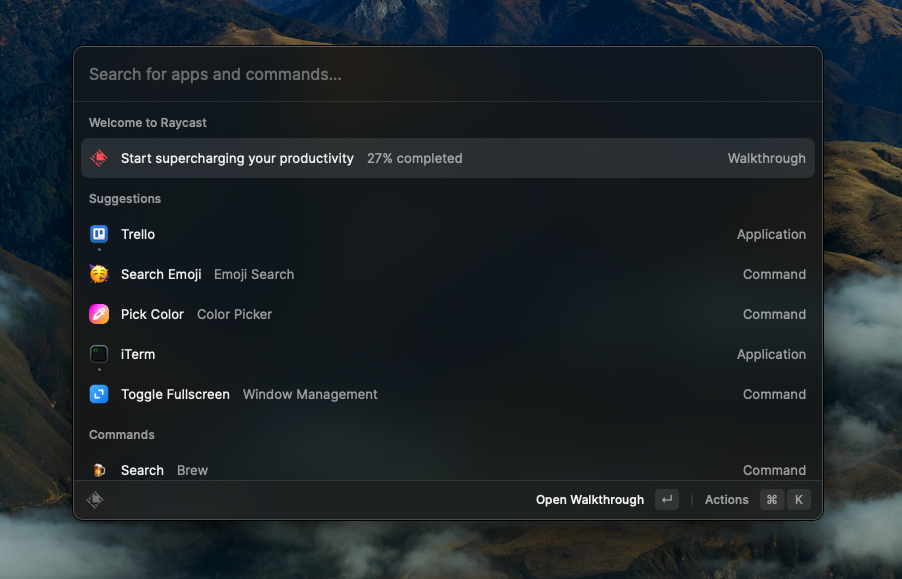 Search for apps and commands...
Welcome to Raycast
Start supercharging your productivity 27% completed Walkthrough
Suggestions
Trello Application
Search Emoji Emoji Search Command
Pick Color Color Picker Command
iTerm Application
Toggle Fullscreen Window Management Command
Commands
Search Brew Command
Open Walkthrough ↵ | Actions ⌘ K